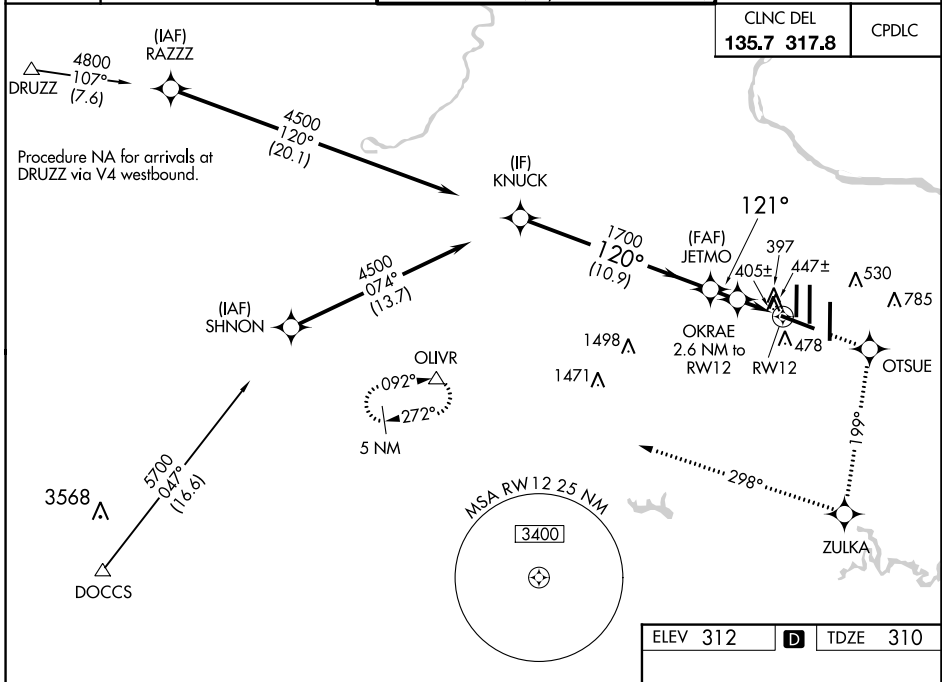 CLNC DEL
135.7 317.8
CPDLC
(IAF)
RAZZZ
DRUZZ
4800
107°
(7.6)
4500
120°
(20.1)
Procedure NA for arrivals at
DRUZZ via V4 westbound.
(IF)
KNUCK
1700
120°
(10.9)
121°
(FAF)
JETMO
397
405±
447±
530
785
4500
074°
(13.7)
(IAF)
SHNON
OKRAE
2.6 NM to
RW12
RW12
478
1498
1471
OTSUE
OLIVR
092°
272°
5 NM
199°
298°
ZULKA
5700
047°
(16.6)
3568
DOCCS
MSA RW12 25 NM
3400
ELEV 312
D
TDZE 310